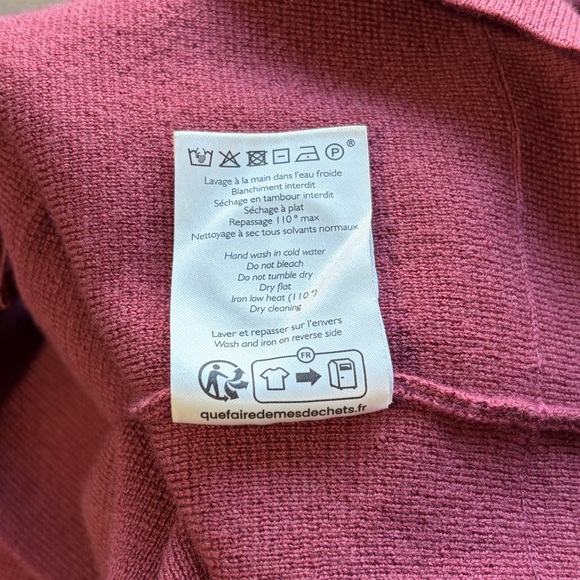 P ®
Lavage à la main dans l'eau froide
Blanchiment interdit
Séchage en tambour interdit
Séchage à plat
Repassage 110° max
Nettoyage à sec tous solvants normaux
Hand wash in cold water
Do not bleach
Do not tumble dry
Dry flat
Iron low heat (110°)
Dry cleaning
Laver et repasser sur l'envers
Wash and iron on reverse side
FR
quefairedemesdechets.fr